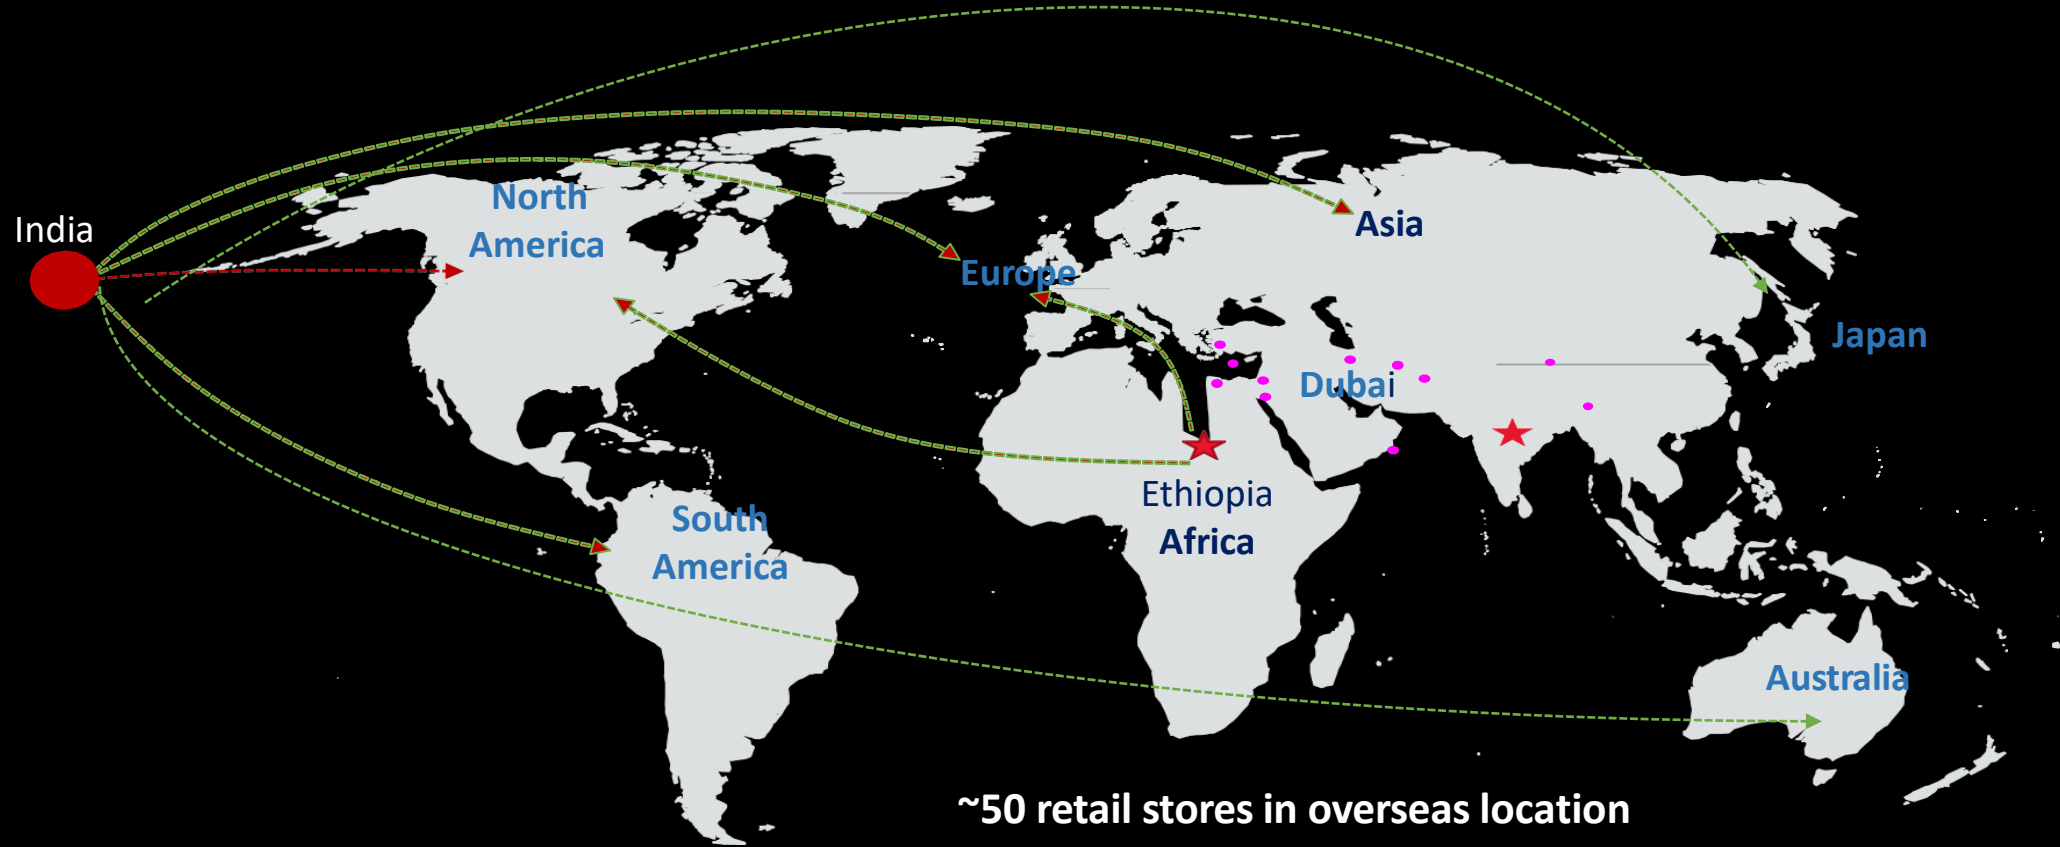 North
America
India
Asia
Europe
Japan
Dubai
Ethiopia
Africa
South
America
Australia
~50 retail stores in overseas location